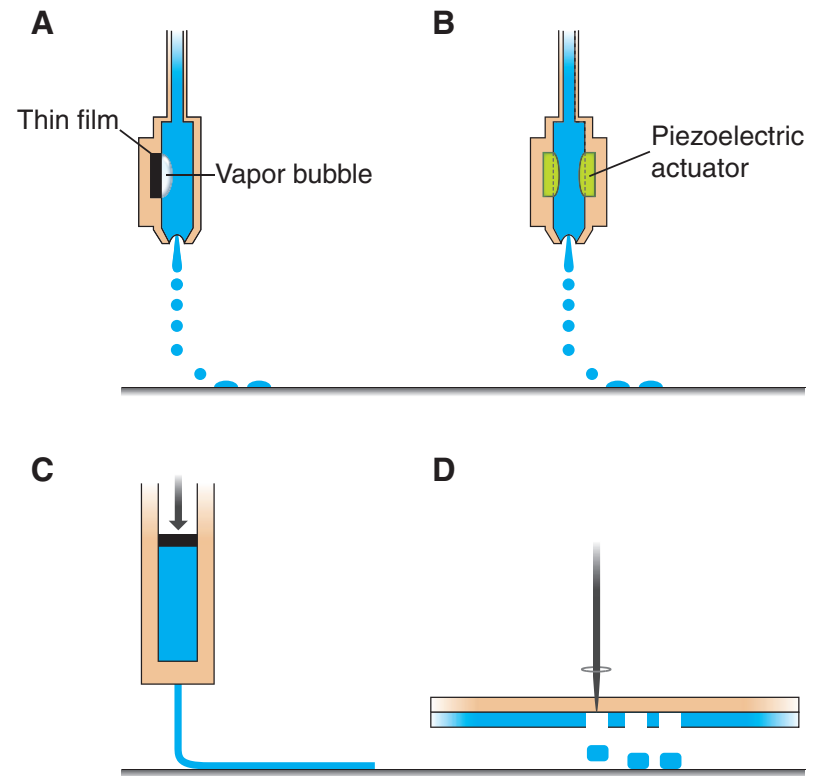 A
B
Thin film
Vapor bubble
Piezoelectric
actuator
C
D